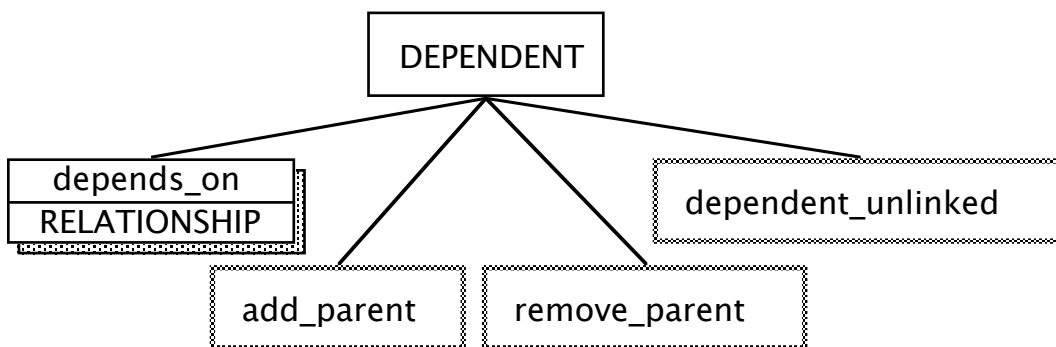 DEPENDENT
depends_on
RELATIONSHIP
dependent_unlinked
add_parent
remove_parent